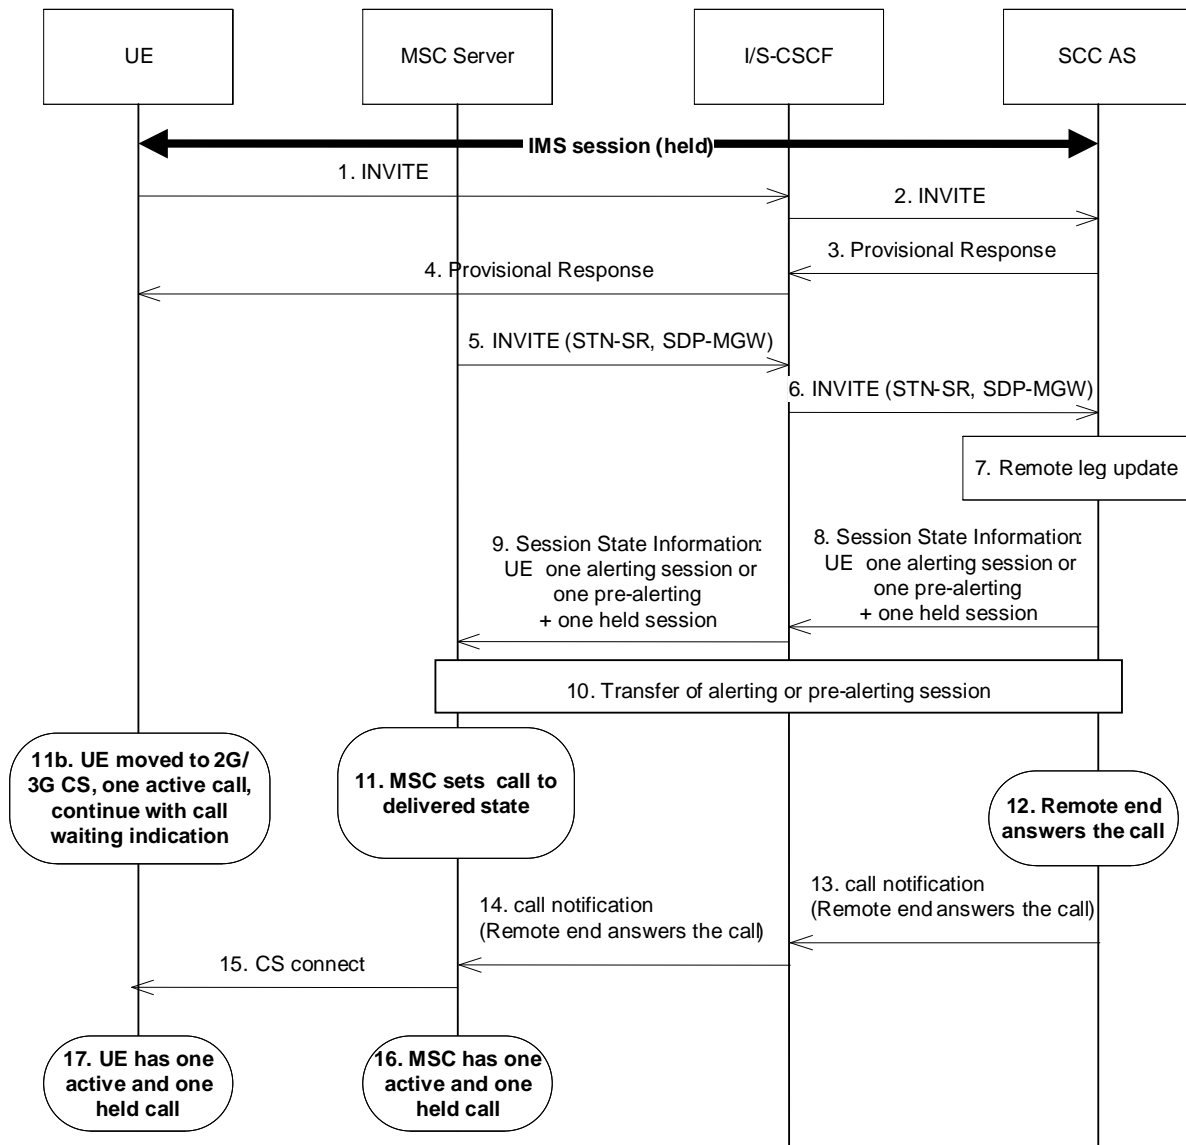 UE
MSC Server
I/S-CSCF
SCC AS
IMS session (held)
1. INVITE
2. INVITE
3. Provisional Response
4. Provisional Response
5. INVITE (STN-SR, SDP-MGW)
6. INVITE (STN-SR, SDP-MGW)
7. Remote leg update
8. Session State Information:
UE one alerting session or
one pre-alerting
+ one held session
9. Session State Information:
UE one alerting session or
one pre-alerting
+ one held session
10. Transfer of alerting or pre-alerting session
11b. UE moved to 2G/
3G CS, one active call,
continue with call
waiting indication
11. MSC sets call to
delivered state
12. Remote end
answers the call
13. call notification
(Remote end answers the call)
14. call notification
(Remote end answers the call)
15. CS connect
17. UE has one
active and one
held call
16. MSC has one
active and one
held call